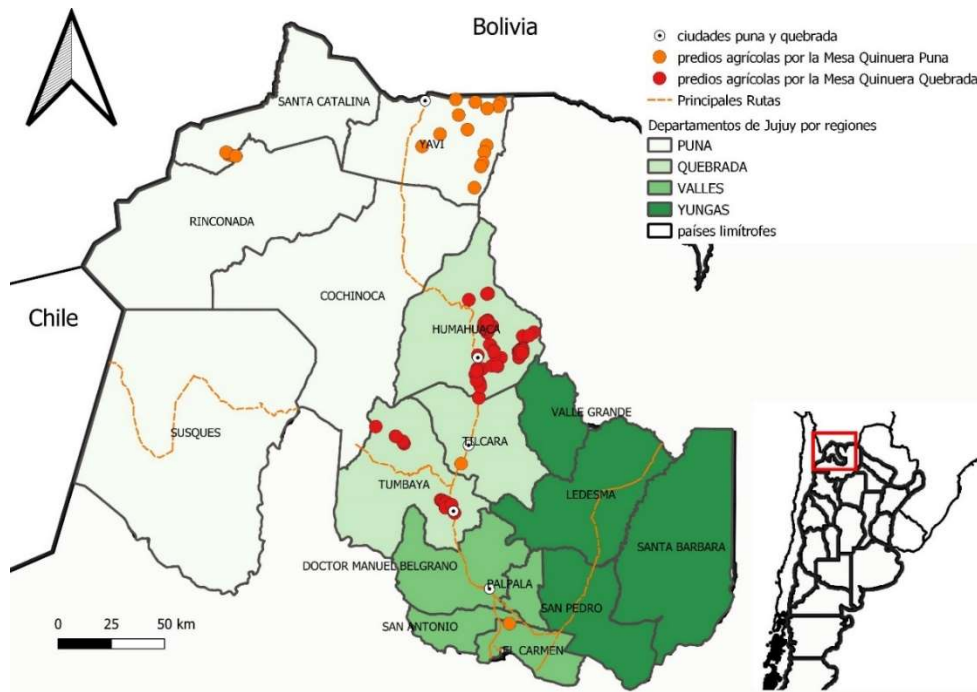 Bolivia
ciudades puna y quebrada
predios agrícolas por la Mesa Quinuera Puna
predios agrícolas por la Mesa Quinuera Quebrada
Principales Rutas
Departamentos de Jujuy por regiones
PUNA
QUEBRADA
VALLES
YUNGAS
países limítrofes
SANTA CATALINA
YAVI
RINCONADA
COCHINOCA
Chile
HUMAHUACA
SUSQUES
VALLE GRANDE
TILCARA
TUMBAYA
LEDESMA
SANTA BARBARA
DOCTOR MANUEL BELGRANO
PALPALA
SAN PEDRO
SAN ANTONIO
EL CARMEN
0 25 50 km